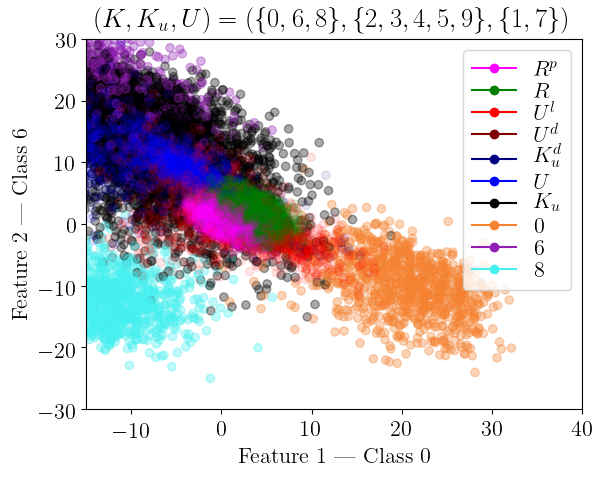 (K, K_u, U) = ({0, 6, 8}, {2, 3, 4, 5, 9}, {1, 7})
30
20
10
0
−10
−20
−30
Feature 2 — Class 6
R^p
R
U^l
U^d
K_u^d
U
K_u
0
6
8
−10
0
10
20
30
40
Feature 1 — Class 0